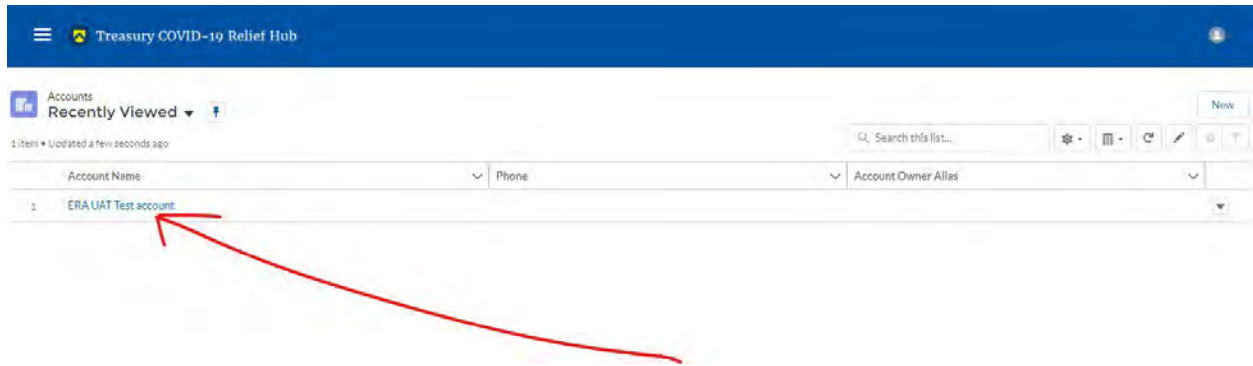 Treasury COVID-19 Relief Hub
Accounts
Recently Viewed
New
1 item • Updated a few seconds ago
Search this list...
Account Name Phone Account Owner Alias
1 ERA UAT Test account